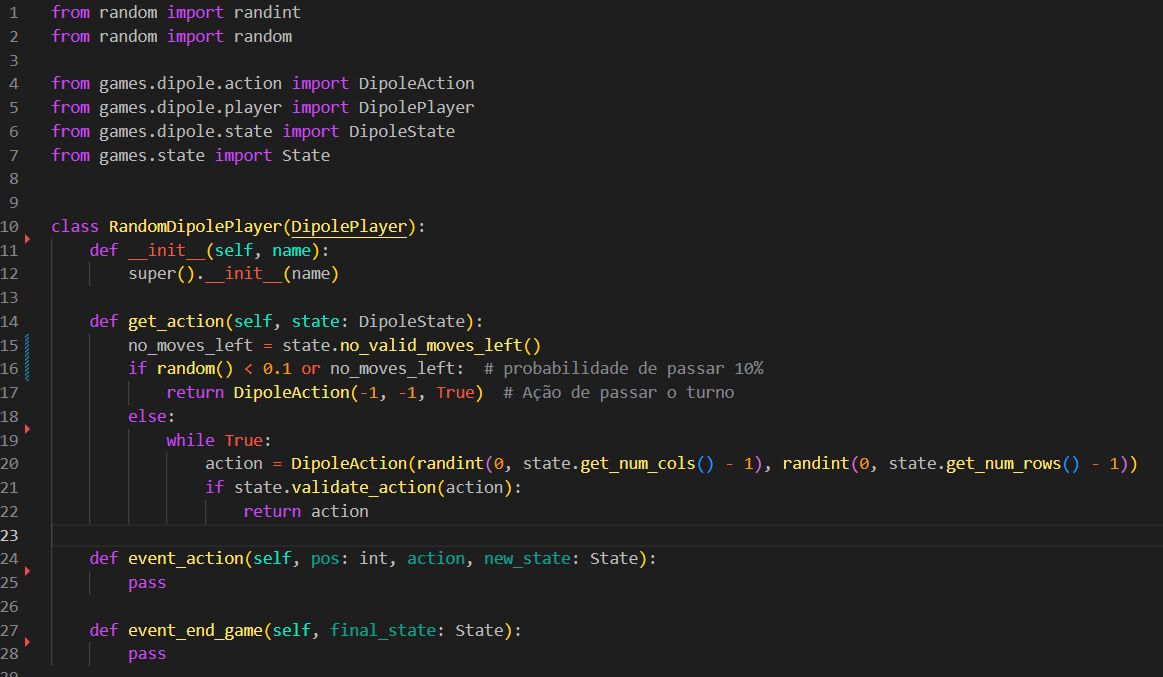 1 from random import randint
2 from random import random
3
4 from games.dipole.action import DipoleAction
5 from games.dipole.player import DipolePlayer
6 from games.dipole.state import DipoleState
7 from games.state import State
8
9
10 class RandomDipolePlayer(DipolePlayer):
11     def __init__(self, name):
12         super().__init__(name)
13
14     def get_action(self, state: DipoleState):
15         no_moves_left = state.no_valid_moves_left()
16         if random() < 0.1 or no_moves_left:  # probabilidade de passar 10%
17             return DipoleAction(-1, -1, True)  # Ação de passar o turno
18         else:
19             while True:
20                 action = DipoleAction(randint(0, state.get_num_cols() - 1), randint(0, state.get_num_rows() - 1))
21                 if state.validate_action(action):
22                     return action
23
24     def event_action(self, pos: int, action, new_state: State):
25         pass
26
27     def event_end_game(self, final_state: State):
28         pass
29